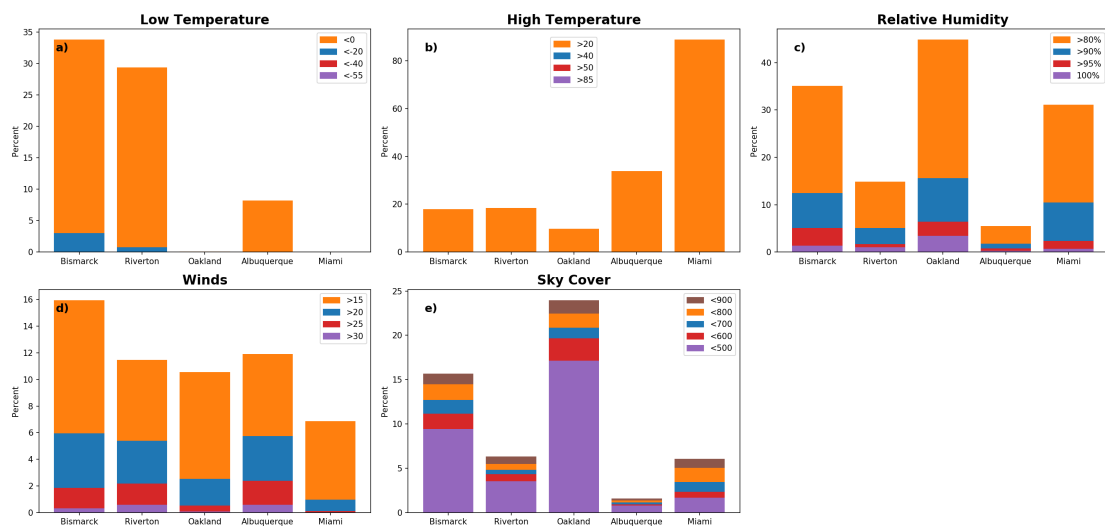 Low Temperature
a)
<0
<-20
<-40
<-55
Percent
35
30
25
20
15
10
5
0
Bismarck Riverton Oakland Albuquerque Miami
High Temperature
b)
>20
>40
>50
>85
Percent
80
60
40
20
0
Bismarck Riverton Oakland Albuquerque Miami
Relative Humidity
c)
>80%
>90%
>95%
100%
Percent
40
30
20
10
0
Bismarck Riverton Oakland Albuquerque Miami
Winds
d)
>15
>20
>25
>30
Percent
16
14
12
10
8
6
4
2
0
Bismarck Riverton Oakland Albuquerque Miami
Sky Cover
e)
<900
<800
<700
<600
<500
Percent
25
20
15
10
5
0
Bismarck Riverton Oakland Albuquerque Miami